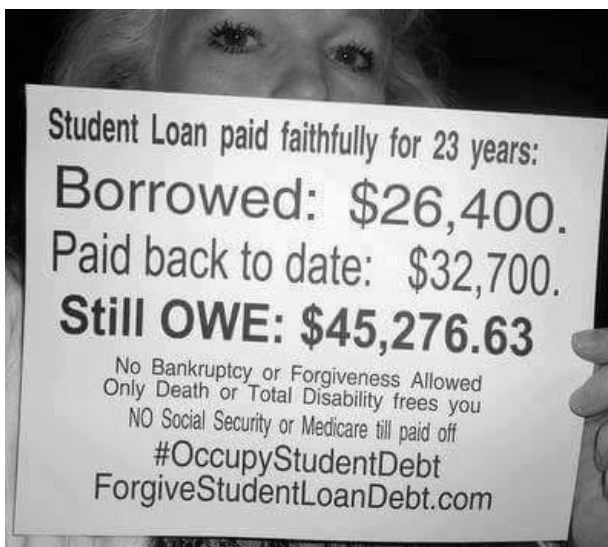 Student Loan paid faithfully for 23 years:
Borrowed: $26,400.
Paid back to date: $32,700.
Still OWE: $45,276.63
No Bankruptcy or Forgiveness Allowed
Only Death or Total Disability frees you
NO Social Security or Medicare till paid off
#OccupyStudentDebt
ForgiveStudentLoanDebt.com